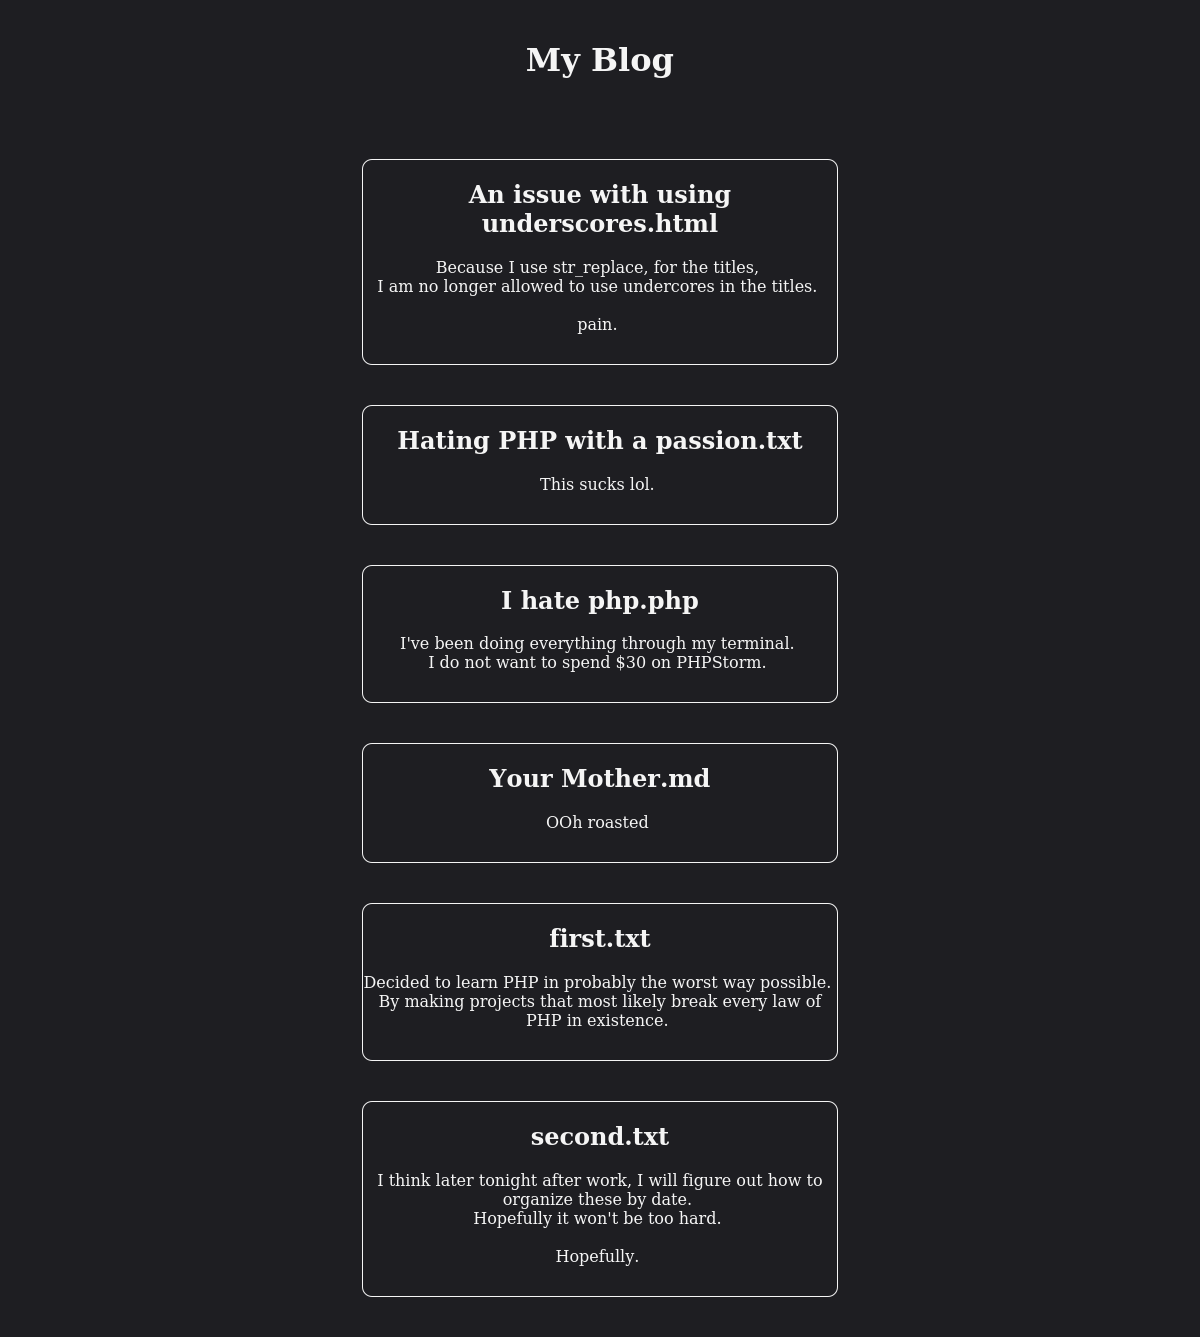 My Blog
An issue with using
underscores.html
Because I use str_replace, for the titles,
I am no longer allowed to use undercores in the titles.
pain.
Hating PHP with a passion.txt
This sucks lol.
I hate php.php
I've been doing everything through my terminal.
I do not want to spend $30 on PHPStorm.
Your Mother.md
OOh roasted
first.txt
Decided to learn PHP in probably the worst way possible.
By making projects that most likely break every law of
PHP in existence.
second.txt
I think later tonight after work, I will figure out how to
organize these by date.
Hopefully it won't be too hard.
Hopefully.